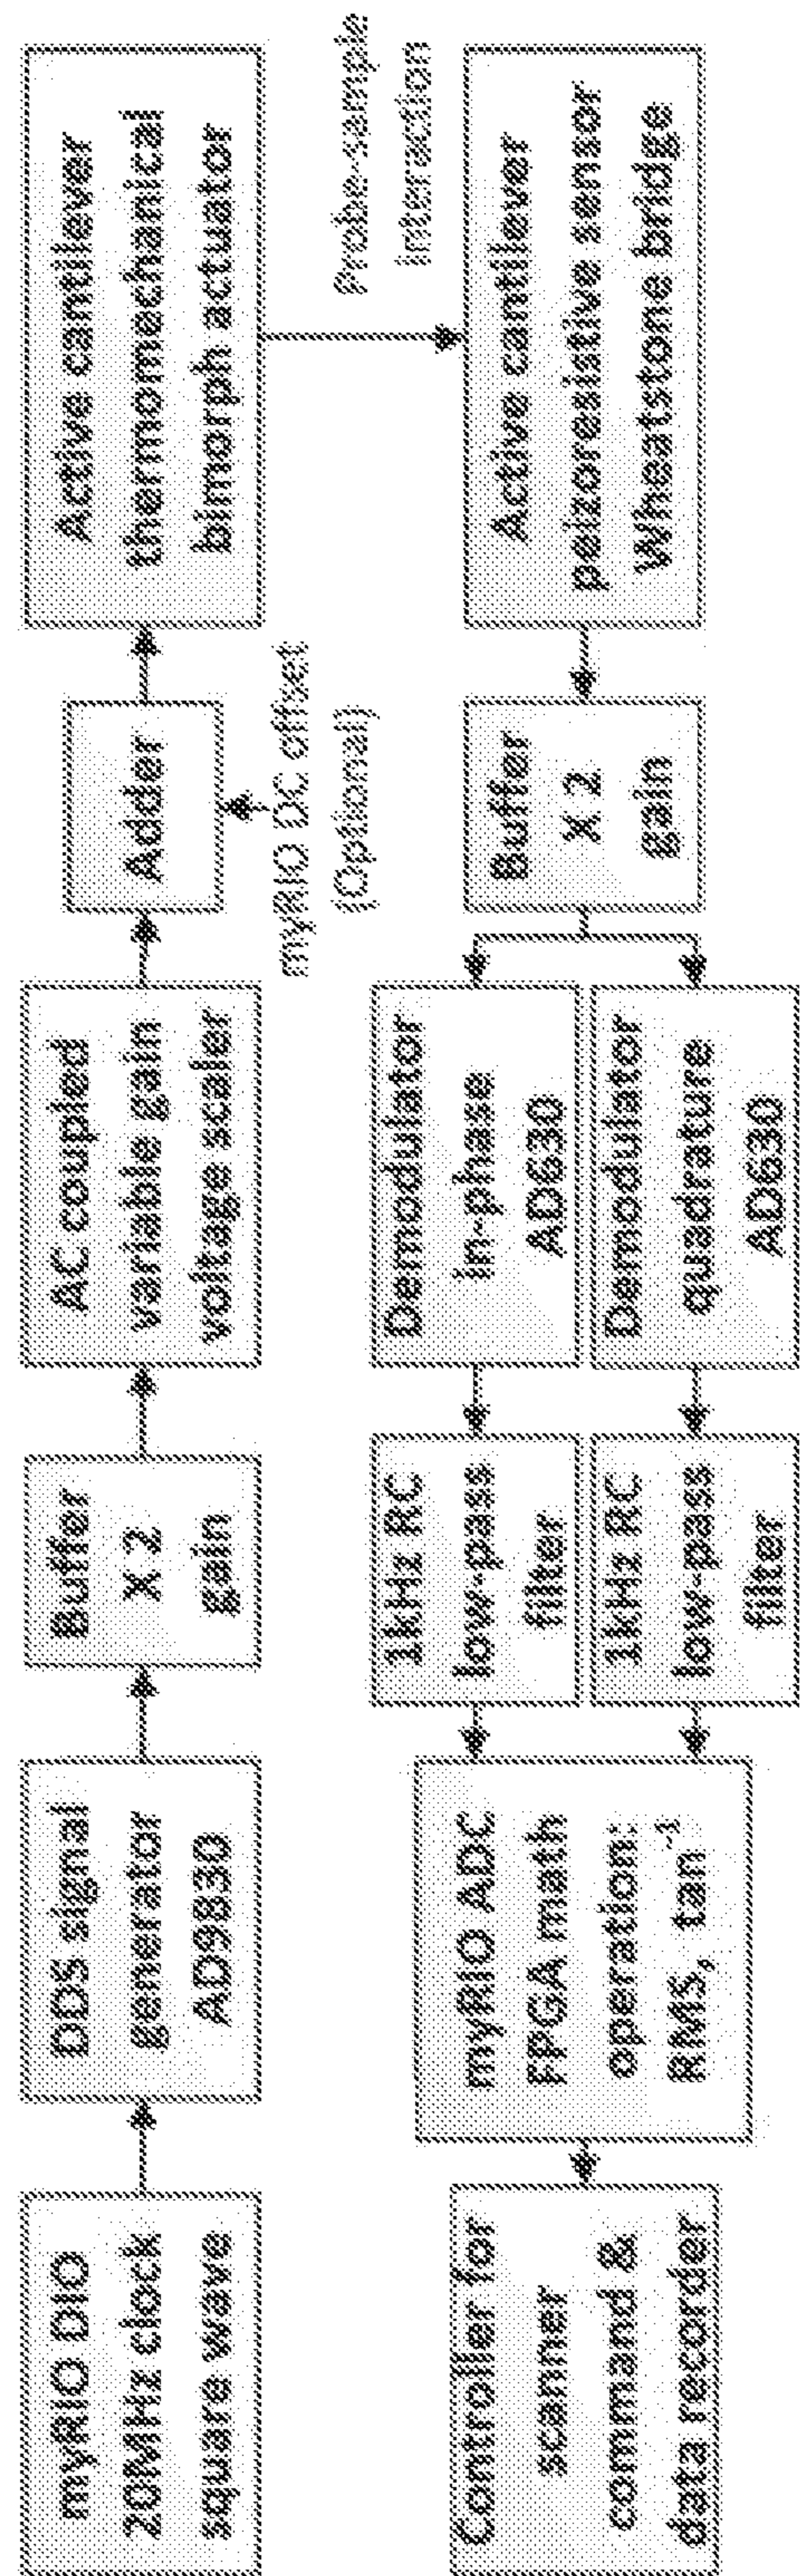 myRIO DIO
20MHz clock
square wave
DDS signal
generator
AD9830
Buffer
X 2
gain
AC coupled
variable gain
voltage scaler
Adder
myRIO DC offset
(Optional)
Active cantilever
thermomechanical
bimorph actuator
Probe-sample
interaction
Active cantilever
peizoresistive sensor
Wheatstone bridge
Buffer
X 2
gain
Demodulator
in-phase
AD630
Demodulator
quadrature
AD630
1kHz RC
low-pass
filter
1kHz RC
low-pass
filter
myRIO ADC
FPGA math
operation:
RMS, tan⁻¹
Controller for
scanner
command &
data recorder